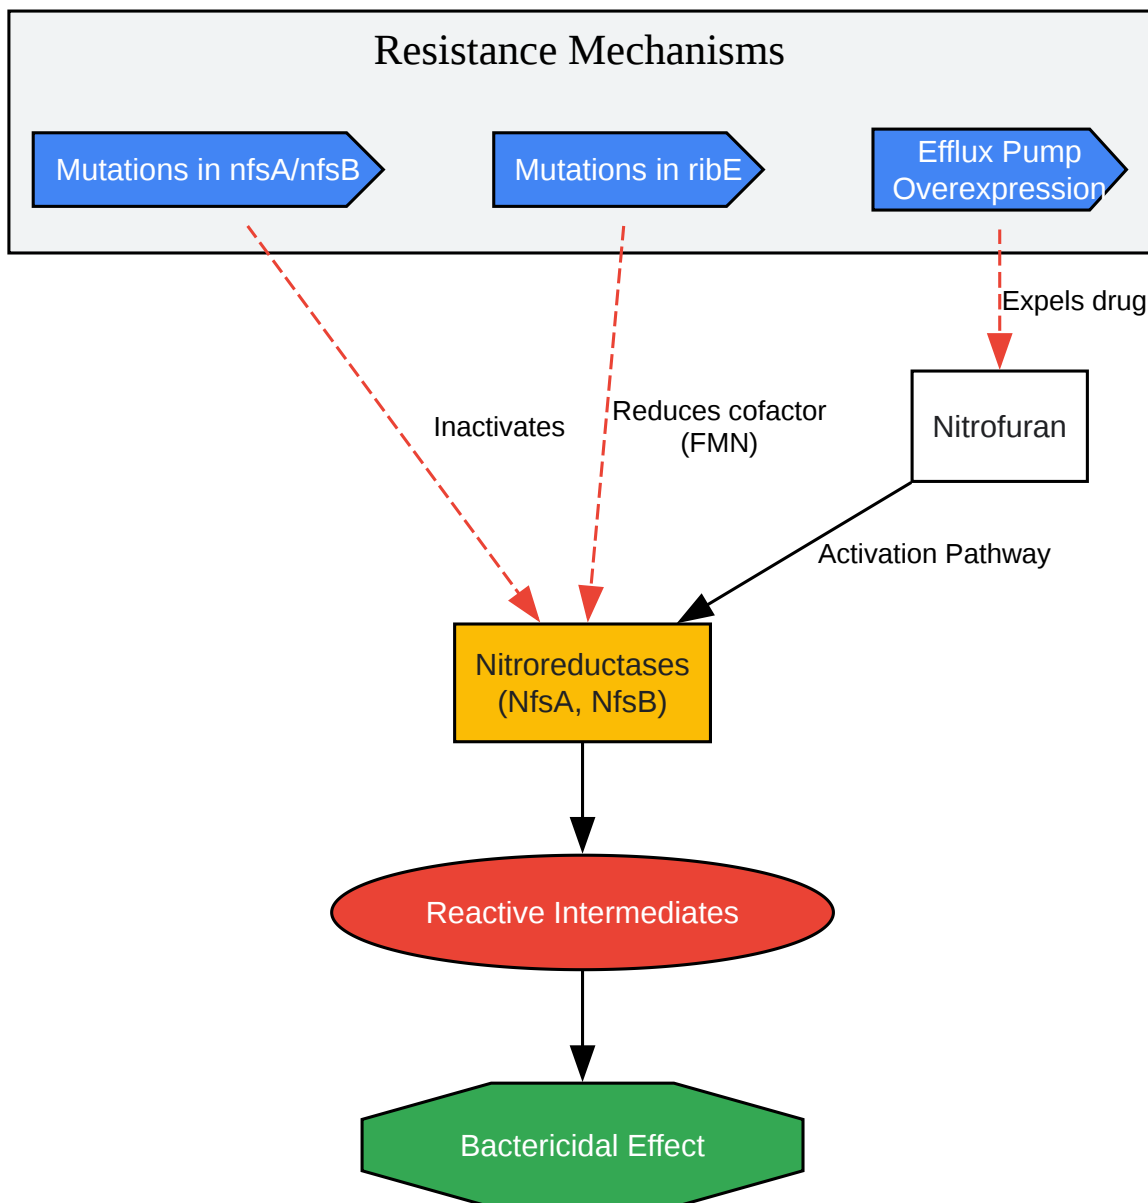 Resistance Mechanisms
Mutations in nfsA/nfsB
Mutations in ribE
Efflux Pump
Overexpression
Expels drug
Inactivates
Reduces cofactor
(FMN)
Nitrofuran
Activation Pathway
Nitroreductases
(NfsA, NfsB)
Reactive Intermediates
Bactericidal Effect